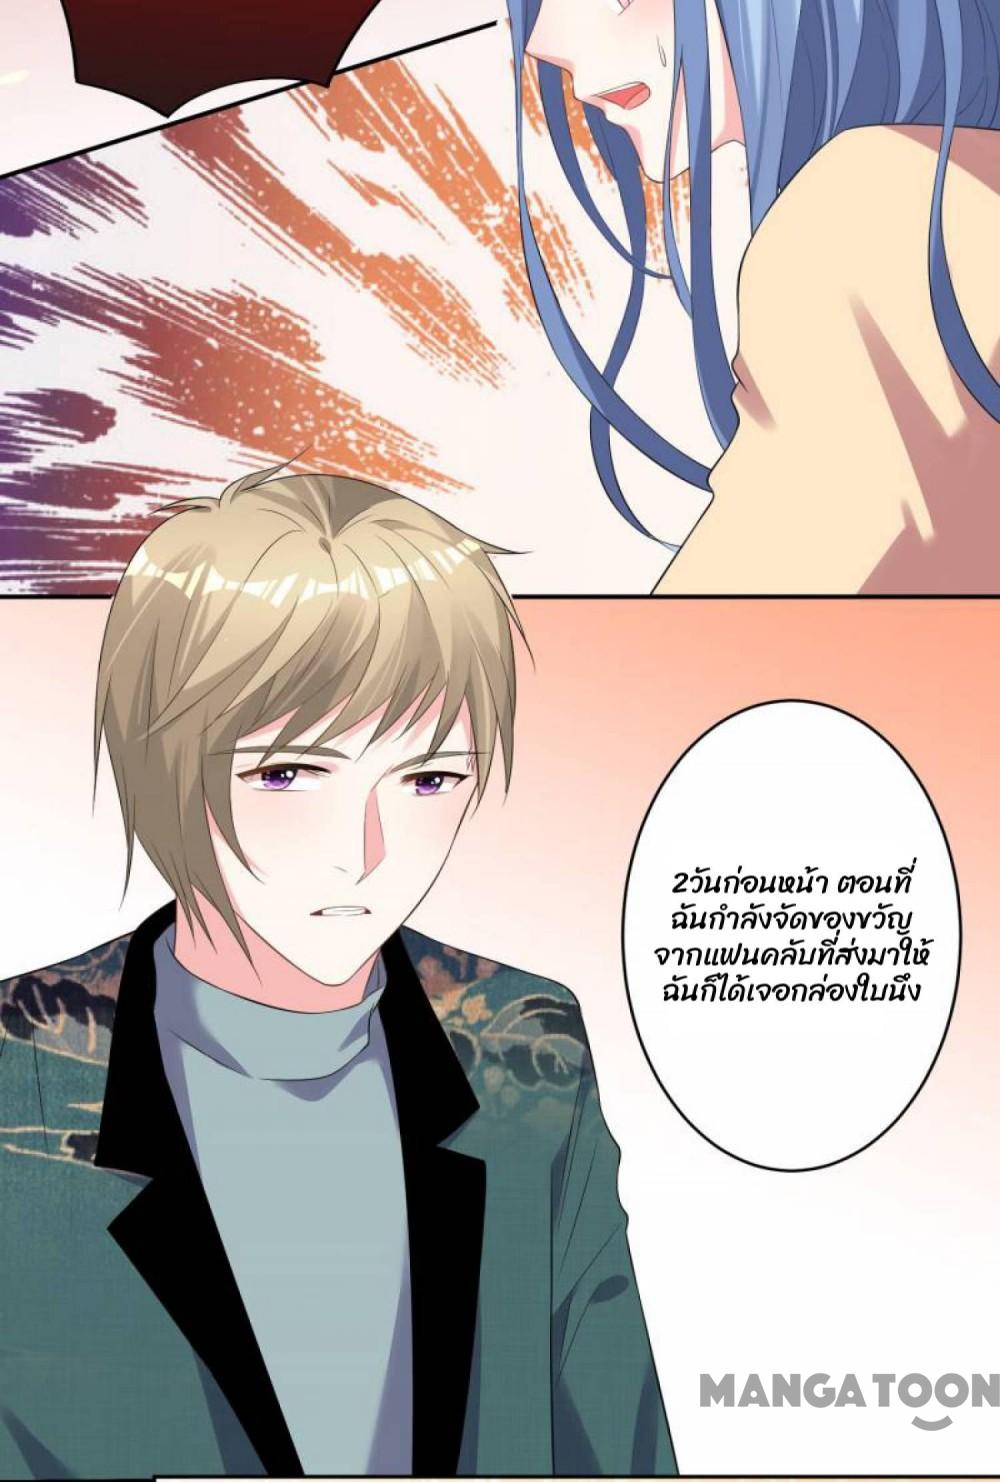 2วันก่อนหน้า ตอนที่
ฉันกำลังจัดของขวัญ
จากแฟนคลับที่ส่งมาให้
ฉันก็ได้เจอกล่องใบนึง
MANGATOON